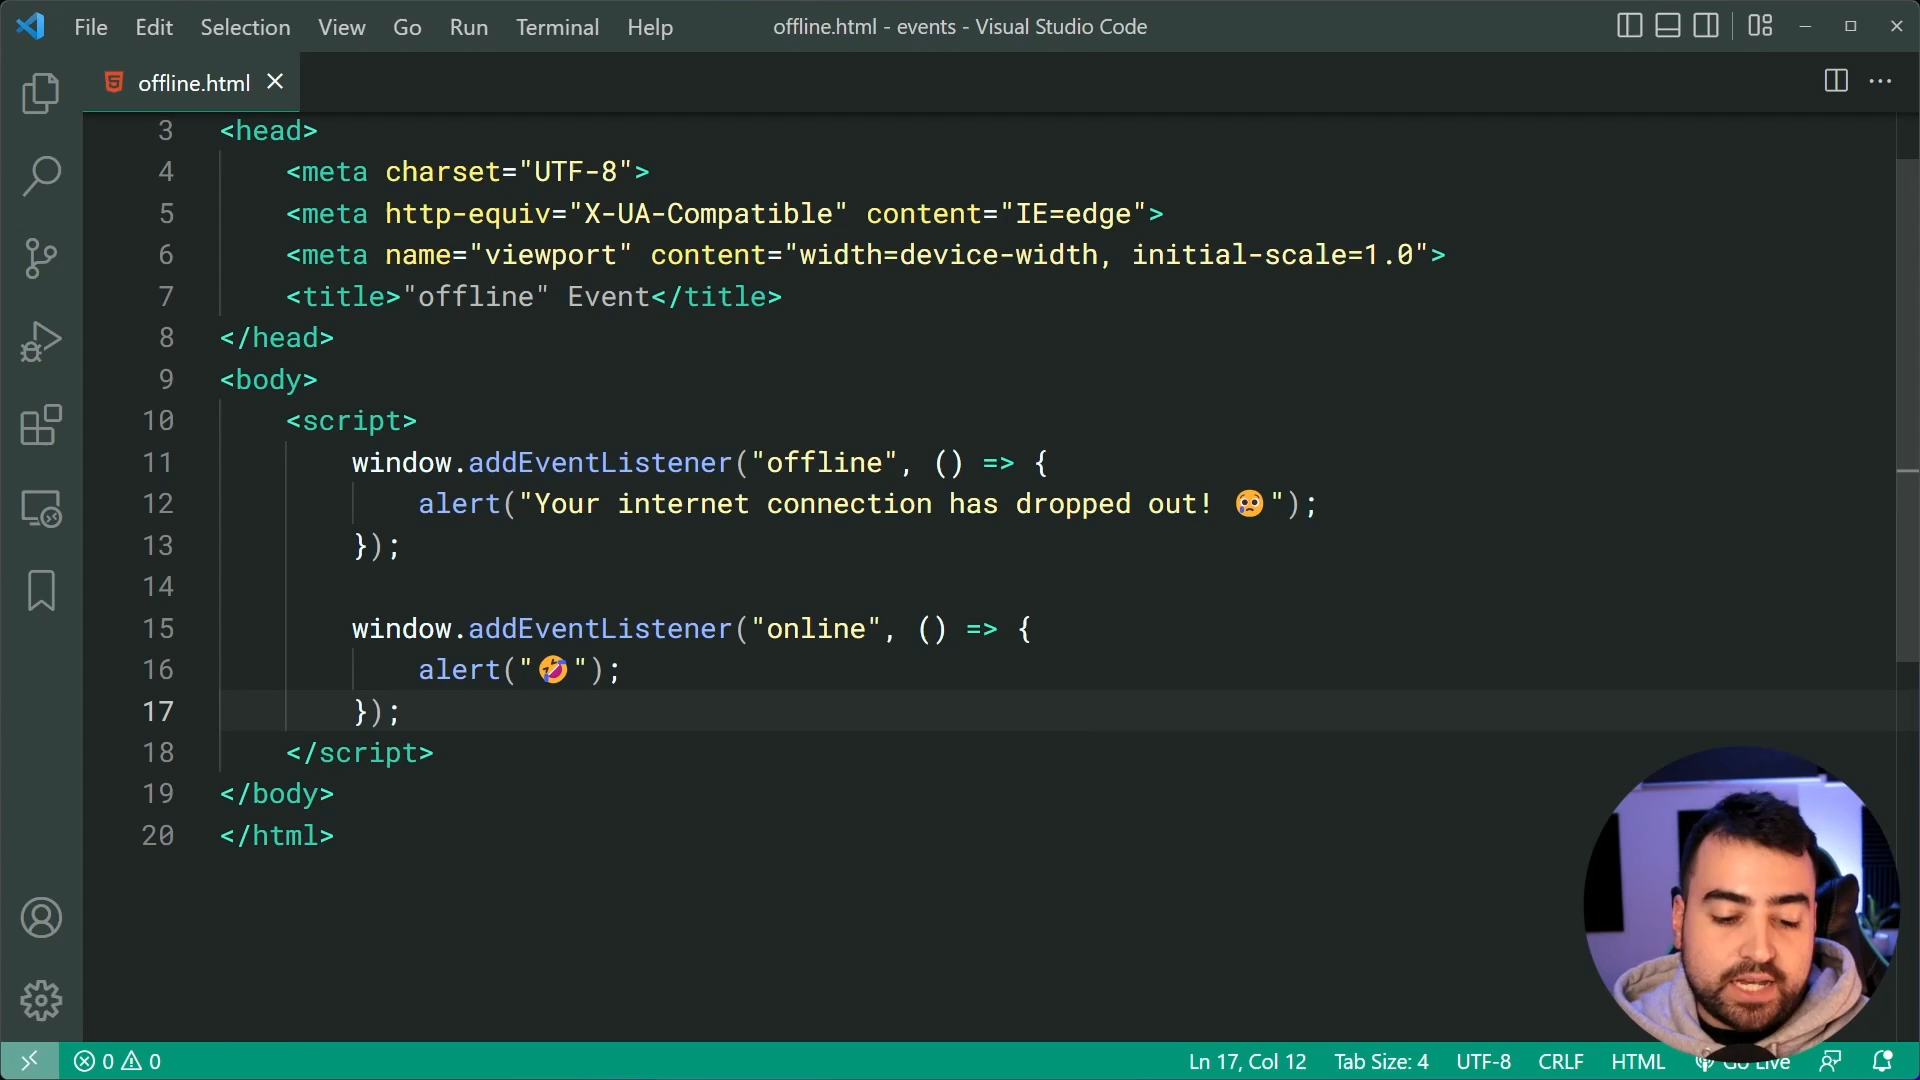 File Edit Selection View Go Run Terminal Help offline.html - events - Visual Studio Code
offline.html
3 <head>
4 <meta charset="UTF-8">
5 <meta http-equiv="X-UA-Compatible" content="IE=edge">
6 <meta name="viewport" content="width=device-width, initial-scale=1.0">
7 <title>"offline" Event</title>
8 </head>
9 <body>
10 <script>
11 window.addEventListener("offline", () => {
12 alert("Your internet connection has dropped out! 😢");
13 });
14
15 window.addEventListener("online", () => {
16 alert("🤣");
17 });
18 </script>
19 </body>
20 </html>
0 0 Ln 17, Col 12 Tab Size: 4 UTF-8 CRLF HTML Go Live